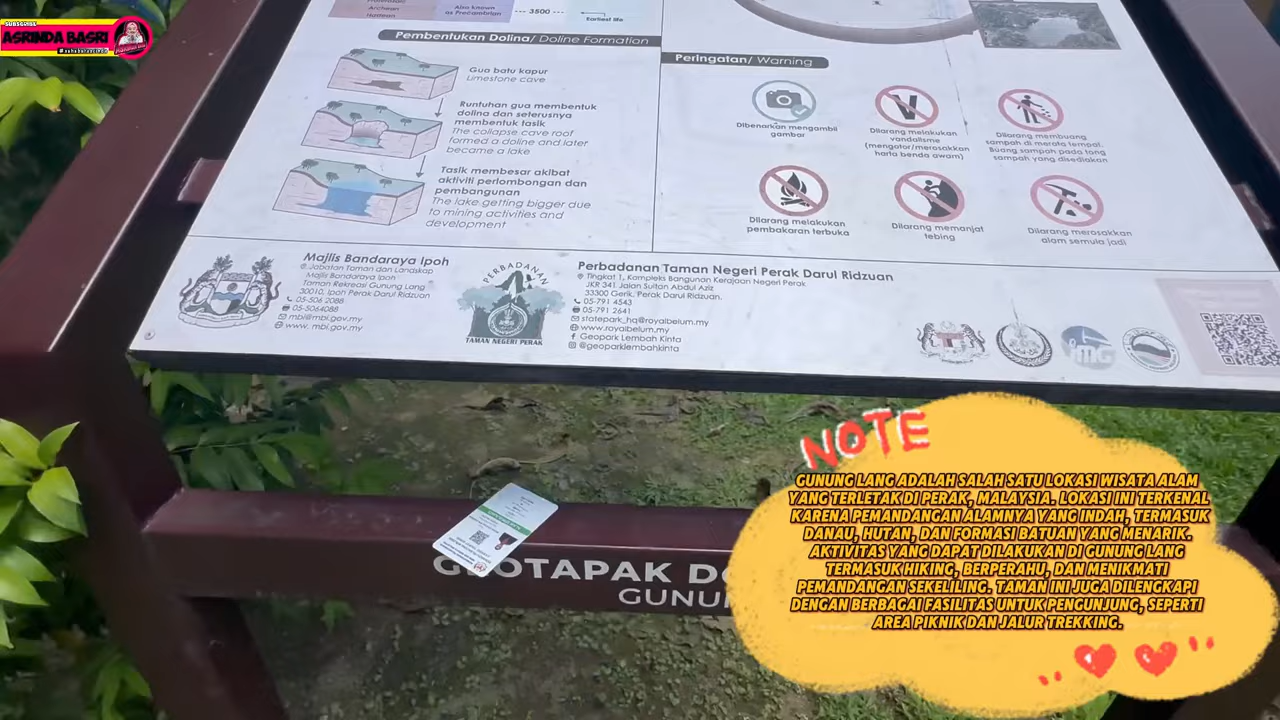 SUBSCRIBE
ASRINDA BASRI
Archean
Hadean
Also known
as Precambrian
3500
Earliest life
Pembentukan Dolina/ Doline Formation
Gua batu kapur
Limestone cave
Runtuhan gua membentuk
dolina dan seterusnya
membentuk tasik
The collapse cave roof
formed a doline and later
became a lake
Tasik membesar akibat
aktiviti perlombongan dan
pembangunan
The lake getting bigger due
to mining activities and
development
Peringatan/ Warning
Dibenarkan mengambil
gambar
Dilarang melakukan
vandalisme
(mengotor/merosakkan
harta benda awam)
Dilarang membuang
sampah di merata tempat.
Buang sampah pada tong
sampah yang disediakan
Dilarang melakukan
pembakaran terbuka
Dilarang memanjat
tebing
Dilarang merosakkan
alam semula jadi
Majlis Bandaraya Ipoh
Jabatan Taman dan Landskap
Majlis Bandaraya Ipoh
Taman Rekreasi Gunung Lang
30010, Ipoh Perak Darul Ridzuan
05-506 2088
05-5064088
mbi@mbi.gov.my
www. mbi.gov.my
PERBADANAN
TAMAN NEGERI PERAK
Perbadanan Taman Negeri Perak Darul Ridzuan
Tingkat 1, Kompleks Bangunan Kerajaan Negeri Perak
JKR 341 Jalan Sultan Abdul Aziz
33300 Gerik, Perak Darul Ridzuan.
05-791 4543
05-791 2641
statepark_hq@royalbelum.my
www.royalbelum.my
Geopark Lembah Kinta
@geoparklembahkinta
JMG
GEOTAPAK DO
GUNU
NOTE
GUNUNG LANG ADALAH SALAH SATU LOKASI WISATA ALAM
YANG TERLETAK DI PERAK, MALAYSIA. LOKASI INI TERKENAL
KARENA PEMANDANGAN ALAMNYA YANG INDAH, TERMASUK
DANAU, HUTAN, DAN FORMASI BATUAN YANG MENARIK.
AKTIVITAS YANG DAPAT DILAKUKAN DI GUNUNG LANG
TERMASUK HIKING, BERPERAHU, DAN MENIKMATI
PEMANDANGAN SEKELILING. TAMAN INI JUGA DILENGKAPI
DENGAN BERBAGAI FASILITAS UNTUK PENGUNJUNG, SEPERTI
AREA PIKNIK DAN JALUR TREKKING.